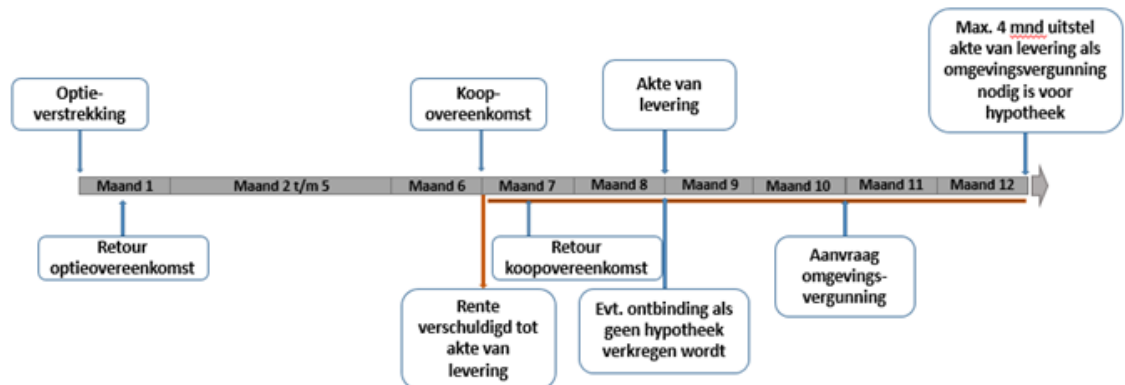 Max. 4 mnd uitstel
akte van levering als
omgevingsvergunning
nodig is voor
hypotheek
Optie-
verstrekking
Koop-
overeenkomst
Akte van
levering
Maand 1
Maand 2 t/m 5
Maand 6
Maand 7
Maand 8
Maand 9
Maand 10
Maand 11
Maand 12
Retour
optieovereenkomst
Retour
koopovereenkomst
Aanvraag
omgevings-
vergunning
Rente
verschuldigd tot
akte van
levering
Evt. ontbinding als
geen hypotheek
verkregen wordt